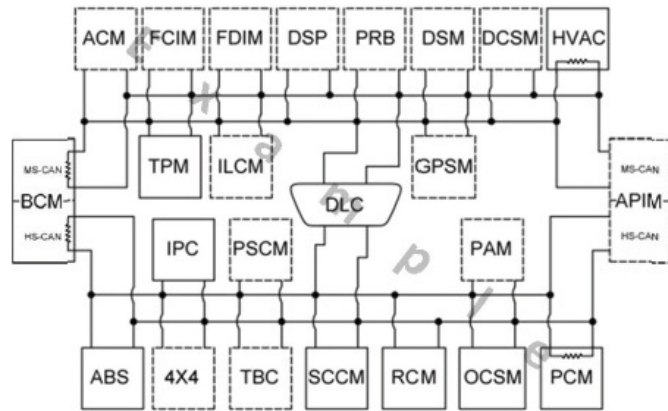 ACM FCIM FDIM DSP PRB DSM DCSM HVAC
TPM ILCM GPSM
MS-CAN MS-CAN
BCM DLC APIM
HS-CAN HS-CAN
IPC PSCM PAM
ABS 4X4 TBC SCCM RCM OCSM PCM
Example